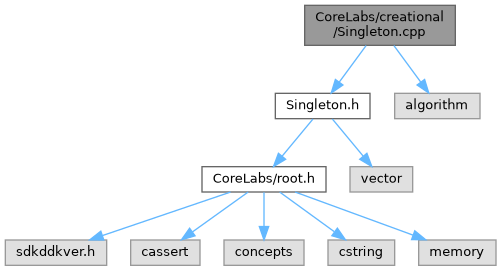 CoreLabs/creational
/Singleton.cpp
Singleton.h
algorithm
CoreLabs/root.h
vector
sdkddkver.h
cassert
concepts
cstring
memory